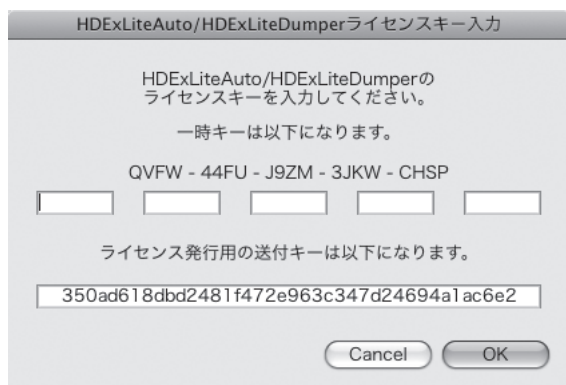 HDExLiteAuto/HDExLiteDumperライセンスキー入力
HDExLiteAuto/HDExLiteDumperの
ライセンスキーを入力してください。
一時キーは以下になります。
QVFW - 44FU - J9ZM - 3JKW - CHSP
ライセンス発行用の送付キーは以下になります。
350ad618dbd2481f472e963c347d24694a1ac6e2
Cancel
OK